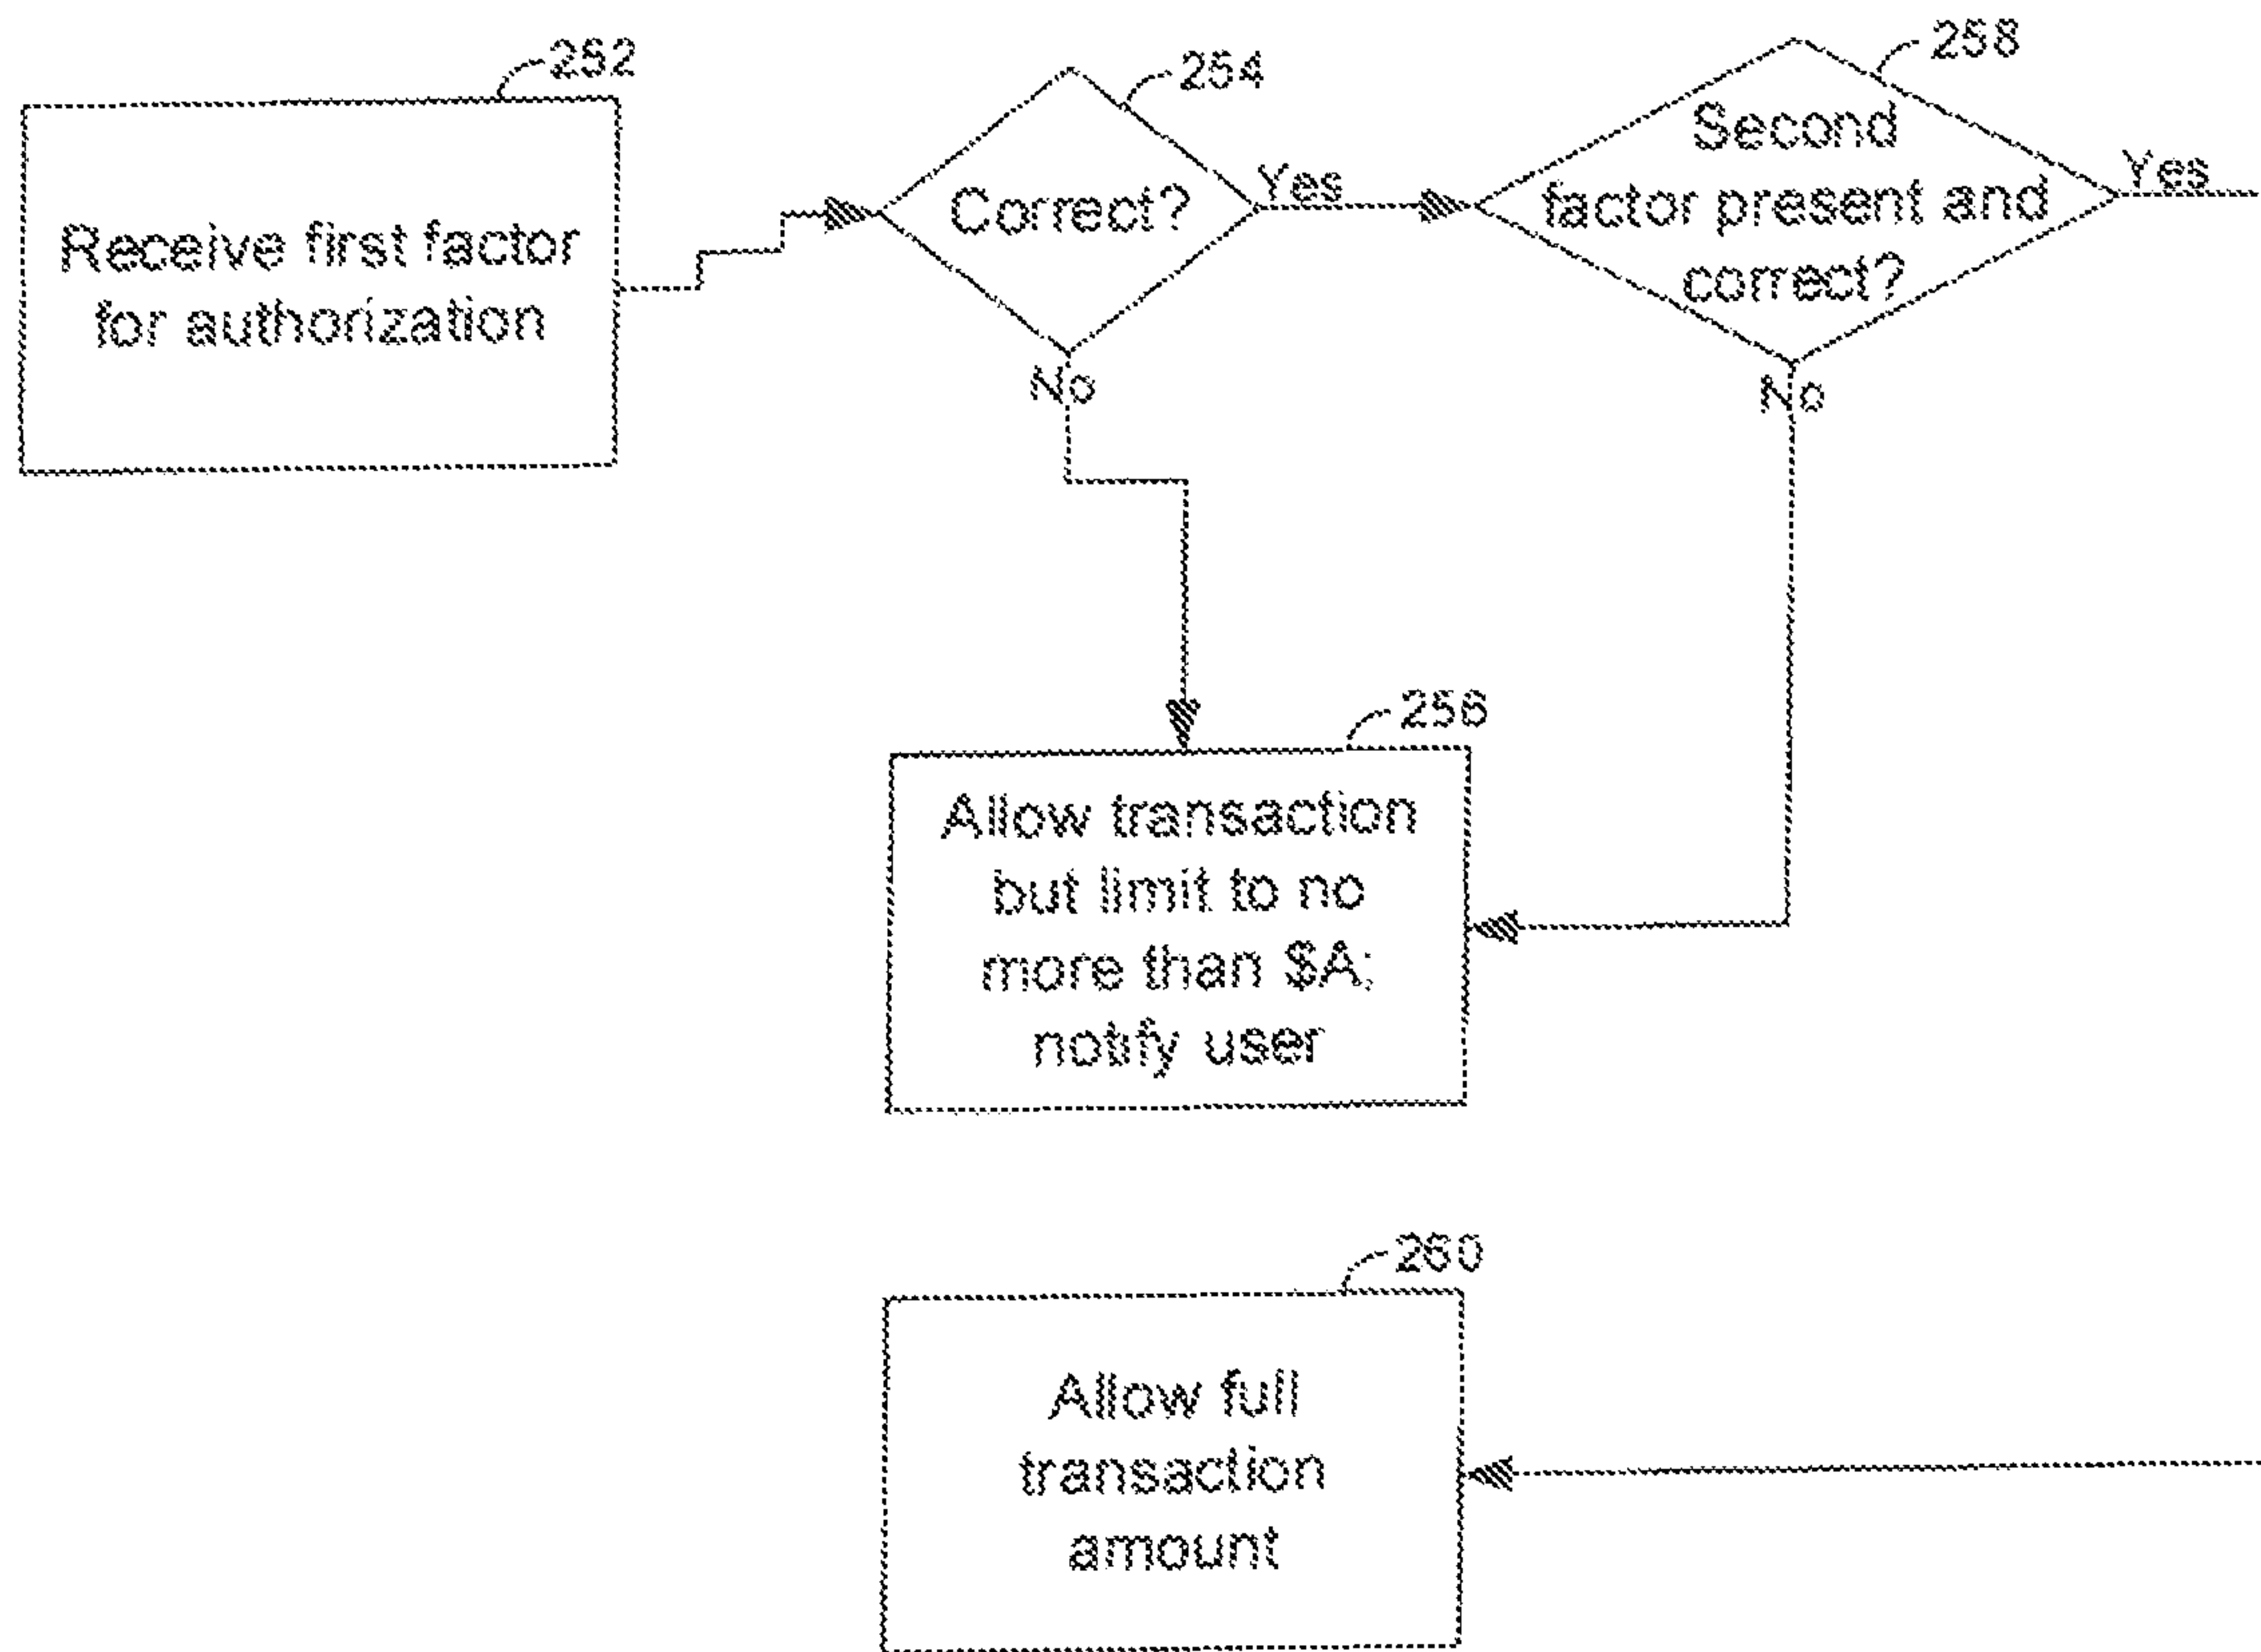 252
Receive first factor
for authorization
254
Correct?
Yes
No
258
Second
factor present and
correct?
Yes
No
256
Allow transaction
but limit to no
more than $A;
notify user
260
Allow full
transaction
amount